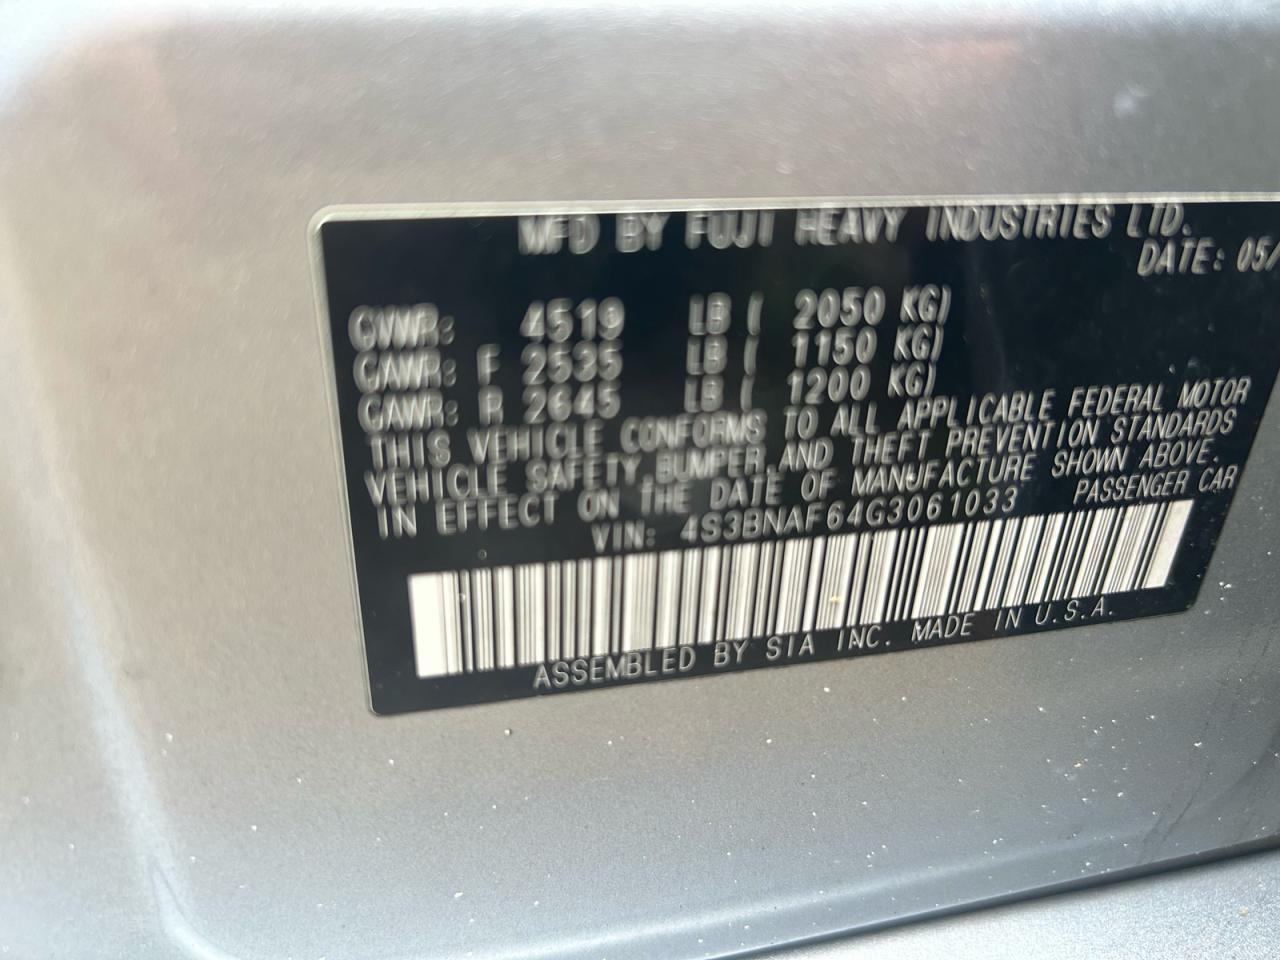 MFD BY FUJI HEAVY INDUSTRIES LTD.
DATE: 05/
GVWR: 4519 LB ( 2050 KG)
GAWR: F 2535 LB ( 1150 KG)
GAWR: R 2645 LB ( 1200 KG)
THIS VEHICLE CONFORMS TO ALL APPLICABLE FEDERAL MOTOR
VEHICLE SAFETY,BUMPER,AND THEFT PREVENTION STANDARDS
IN EFFECT ON THE DATE OF MANUFACTURE SHOWN ABOVE.
VIN: 4S3BNAF64G3061033 PASSENGER CAR
ASSEMBLED BY SIA INC. MADE IN U.S.A.